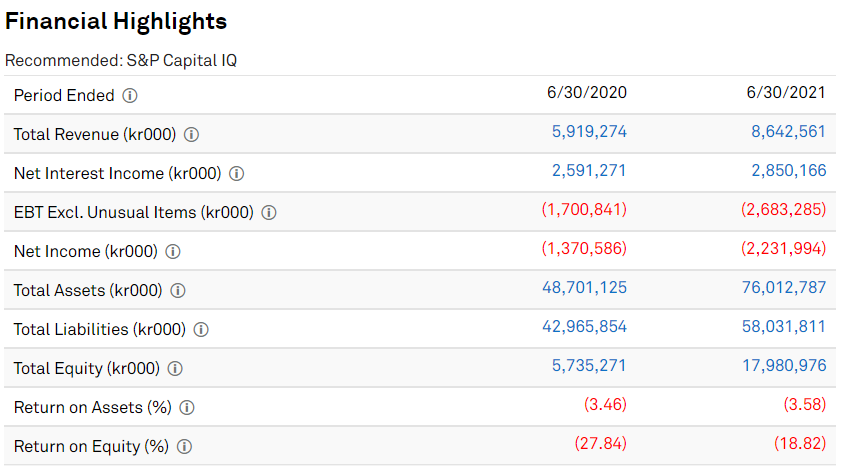 Financial Highlights
Recommended: S&P Capital IQ
Period Ended 6/30/2020 6/30/2021
Total Revenue (kr000) 5,919,274 8,642,561
Net Interest Income (kr000) 2,591,271 2,850,166
EBT Excl. Unusual Items (kr000) (1,700,841) (2,683,285)
Net Income (kr000) (1,370,586) (2,231,994)
Total Assets (kr000) 48,701,125 76,012,787
Total Liabilities (kr000) 42,965,854 58,031,811
Total Equity (kr000) 5,735,271 17,980,976
Return on Assets (%) (3.46) (3.58)
Return on Equity (%) (27.84) (18.82)